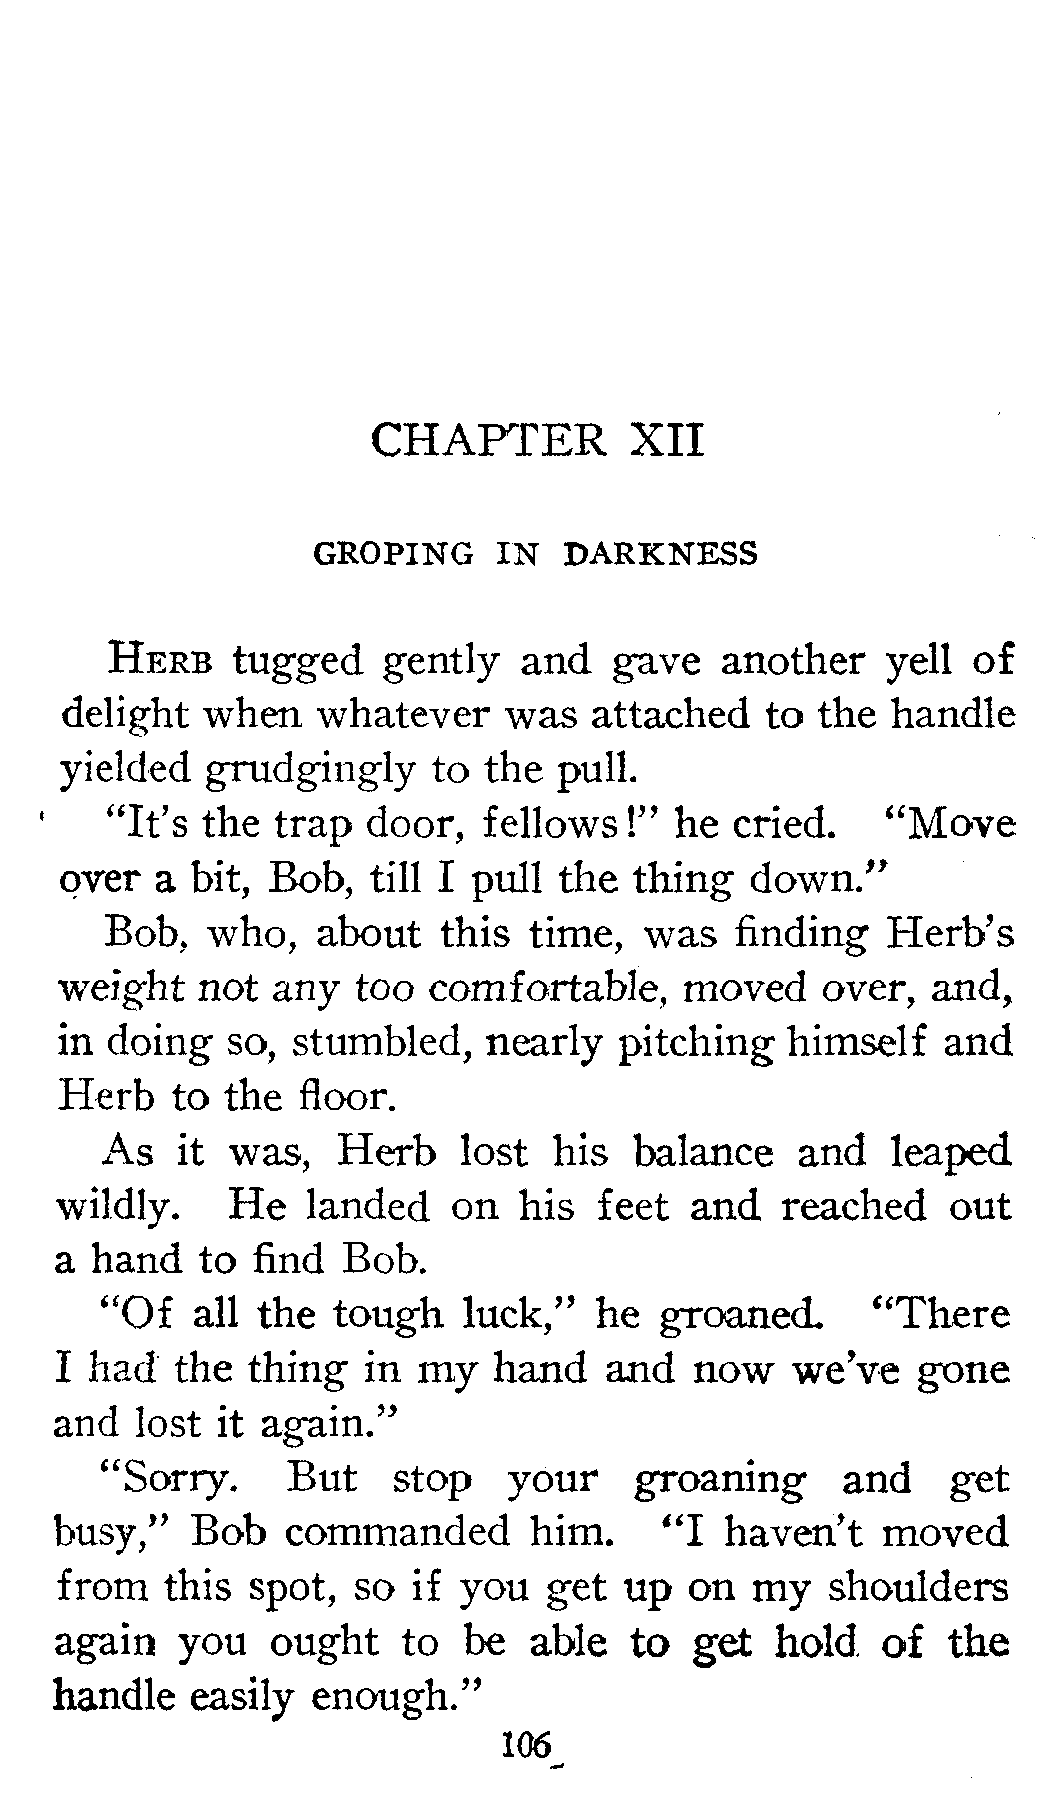 CHAPTER XII
GROPING IN DARKNESS
HERB tugged gently and gave another yell of
delight when whatever was attached to the handle
yielded grudgingly to the pull.
“It’s the trap door, fellows!” he cried. “Move
over a bit, Bob, till I pull the thing down.”
Bob, who, about this time, was finding Herb’s
weight not any too comfortable, moved over, and,
in doing so, stumbled, nearly pitching himself and
Herb to the floor.
As it was, Herb lost his balance and leaped
wildly. He landed on his feet and reached out
a hand to find Bob.
“Of all the tough luck,” he groaned. “There
I had the thing in my hand and now we’ve gone
and lost it again.”
“Sorry. But stop your groaning and get
busy,” Bob commanded him. “I haven’t moved
from this spot, so if you get up on my shoulders
again you ought to be able to get hold of the
handle easily enough.”
106